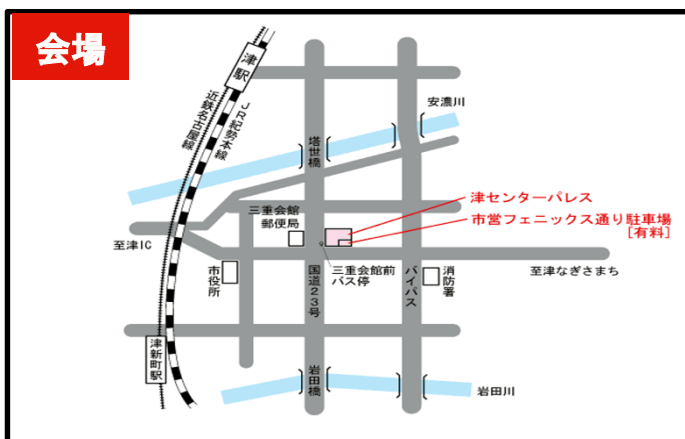 会場
津駅
JR紀勢本線
近鉄名古屋線
安濃川
塔世橋
三重会館
郵便局
津センターパレス
市営フェニックス通り駐車場
[有料]
至津IC
市役所
国道23号
三重会館前
バス停
バイパス
消防署
至津なぎさまち
津新町駅
岩田橋
岩田川